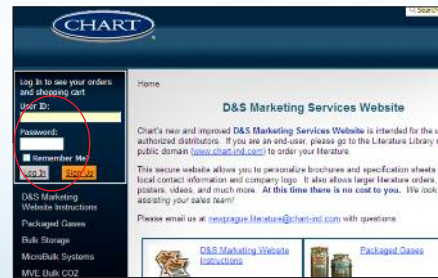 Search
CHART
Log In to see your orders
and shopping cart
User ID:
Password:
Remember Me?
Log In Sign Up
D&S Marketing
Website Instructions
Packaged Gases
Bulk Storage
MicroBulk Systems
MVE Bulk CO2
Home
D&S Marketing Services Website
Chart's new and improved D&S Marketing Services Website is intended for the u
authorized distributors. If you are an end-user, please go to the Literature Library
public domain (www.chart-ind.com) to order your literature.
This secure website allows you to personalize brochures and specification sheets
local contact information and company logo. It also allows larger literature orders,
posters, videos, and much more. At this time there is no cost to you. We look
assisting your sales team!
Please email us at newprague.literature@chart-ind.com with questions
D&S Marketing Website
Instructions
Packaged Gases